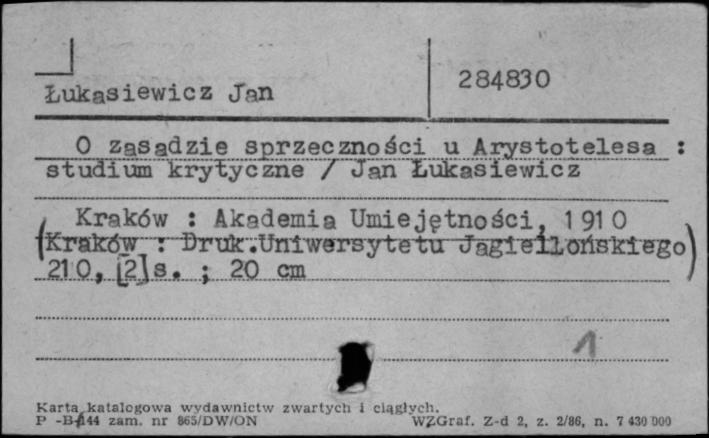 Łukasiewicz Jan
284830
O zasadzie sprzeczności u Arystotelesa :
studium krytyczne / Jan Łukasiewicz
Kraków : Akademia Umiejętności, 1910
(Kraków : Druk.Uniwersytetu Jagiellońskiego)
210, [2]s. ; 20 cm
1
Karta katalogowa wydawnictw zwartych i ciągłych.
P-B/144 zam. nr 865/DW/ON WZGraf. Z-d 2, z. 2/86, n. 7 430 000